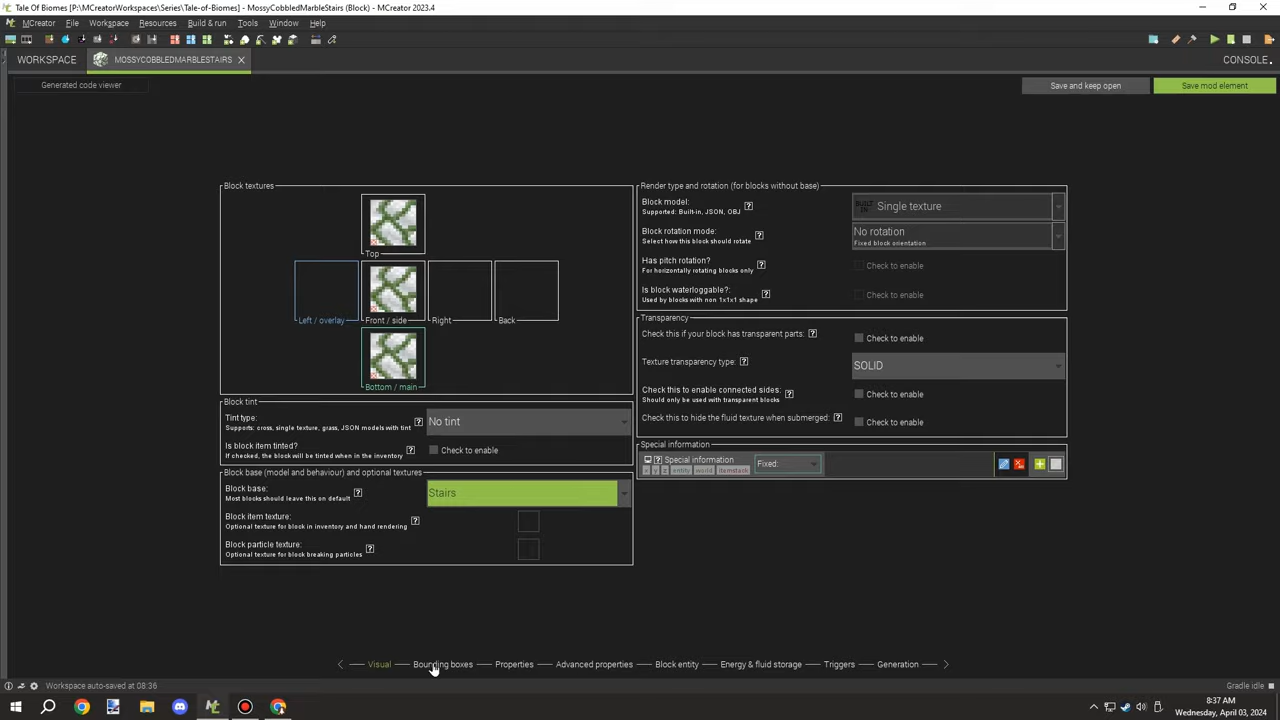 Tale Of Biomes [P:\MCreatorWorkspaces\Series\Tale-of-Biomes] - MossyCobbledMarbleStairs (Block) - MCreator 2023.4
MCreator File Workspace Resources Build & run Tools Window Help
WORKSPACE MOSSYCOBBLEDMARBLESTAIRS CONSOLE
Generated code viewer Save and keep open Save mod element
Block textures
Top
Left / overlay Front / side Right Back
Bottom / main
Block tint
Tint type:
Supports: cross, single texture, grass, JSON models with tint
? No tint
Is block item tinted?
If checked, the block will be tinted when in the inventory
? Check to enable
Block base (model and behaviour) and optional textures
Block base:
Most blocks should leave this on default
? Stairs
Block item texture:
Optional texture for block in inventory and hand rendering
?
Block particle texture:
Optional texture for block breaking particles
?
Render type and rotation (for blocks without base)
Block model:
Supported: Built-in, JSON, OBJ
? BUILT IN Single texture
Block rotation mode:
Select how this block should rotate
? No rotation
Fixed block orientation
Has pitch rotation?
For horizontally rotating blocks only
? Check to enable
Is block waterloggable?
Used by blocks with non 1x1x1 shape
? Check to enable
Transparency
Check this if your block has transparent parts: ? Check to enable
Texture transparency type: ? SOLID
Check this to enable connected sides:
Should only be used with transparent blocks
? Check to enable
Check this to hide the fluid texture when submerged: ? Check to enable
Special information
? Special information
x y z entity world itemstack
Fixed:
Visual Bounding boxes Properties Advanced properties Block entity Energy & fluid storage Triggers Generation
Workspace auto-saved at 08:36 Gradle idle
8:37 AM
Wednesday, April 03, 2024